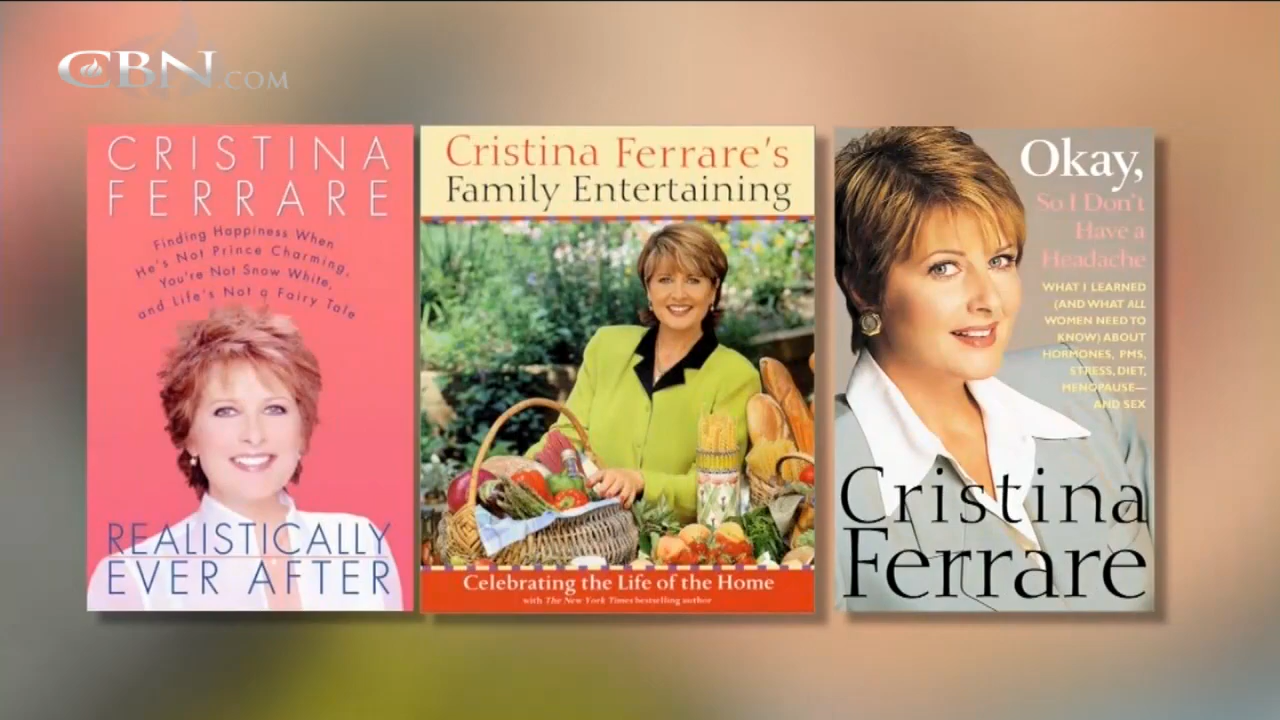 CBN.COM
CRISTINA
FERRARE
Finding Happiness When
He's Not Prince Charming,
You're Not Snow White,
and Life's Not a Fairy Tale
REALISTICALLY
EVER AFTER
Cristina Ferrare's
Family Entertaining
Celebrating the Life of the Home
with The New York Times bestselling author
Okay,
So I Don't
Have a
Headache
WHAT I LEARNED
(AND WHAT ALL
WOMEN NEED TO
KNOW) ABOUT
HORMONES, PMS,
STRESS, DIET,
MENOPAUSE—
AND SEX
Cristina
Ferrare